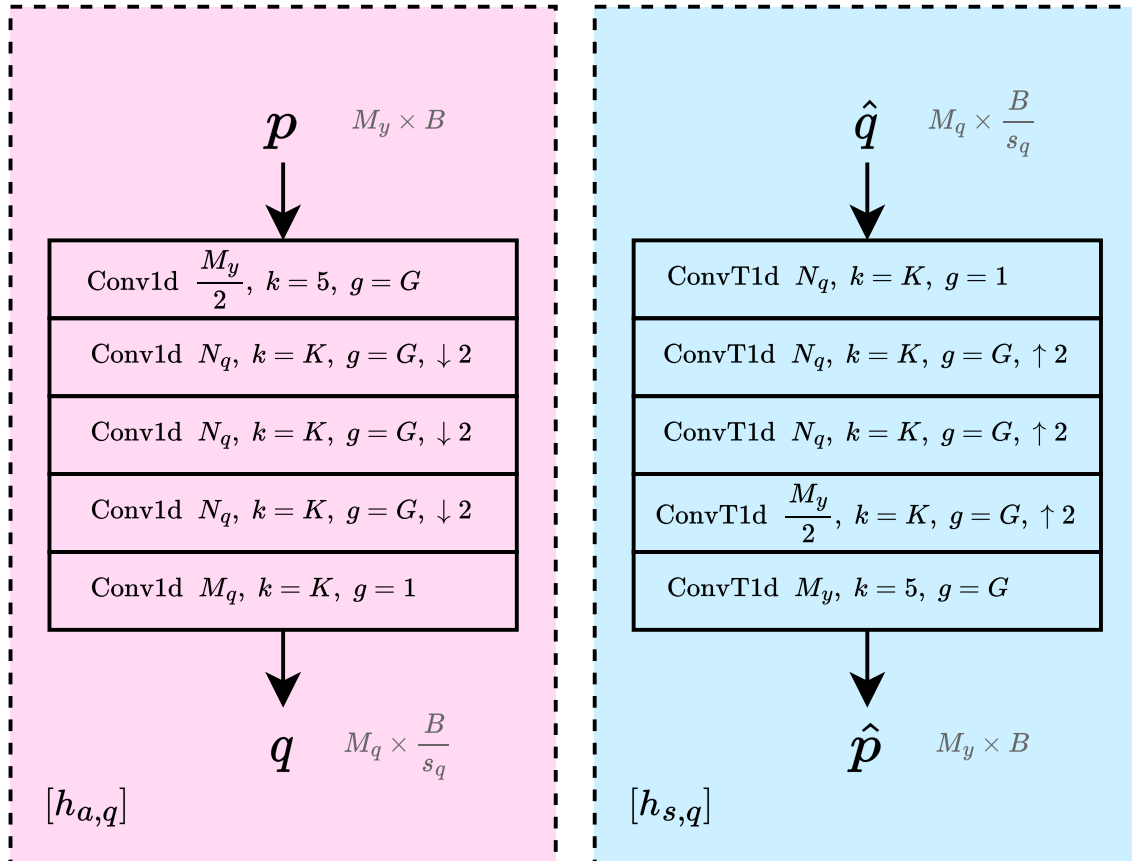 p M_y × B
Conv1d M_y/2, k = 5, g = G
Conv1d N_q, k = K, g = G, ↓ 2
Conv1d N_q, k = K, g = G, ↓ 2
Conv1d N_q, k = K, g = G, ↓ 2
Conv1d M_q, k = K, g = 1
q M_q × B/s_q
[h_{a,q}]
q̂ M_q × B/s_q
ConvT1d N_q, k = K, g = 1
ConvT1d N_q, k = K, g = G, ↑ 2
ConvT1d N_q, k = K, g = G, ↑ 2
ConvT1d M_y/2, k = K, g = G, ↑ 2
ConvT1d M_y, k = 5, g = G
p̂ M_y × B
[h_{s,q}]